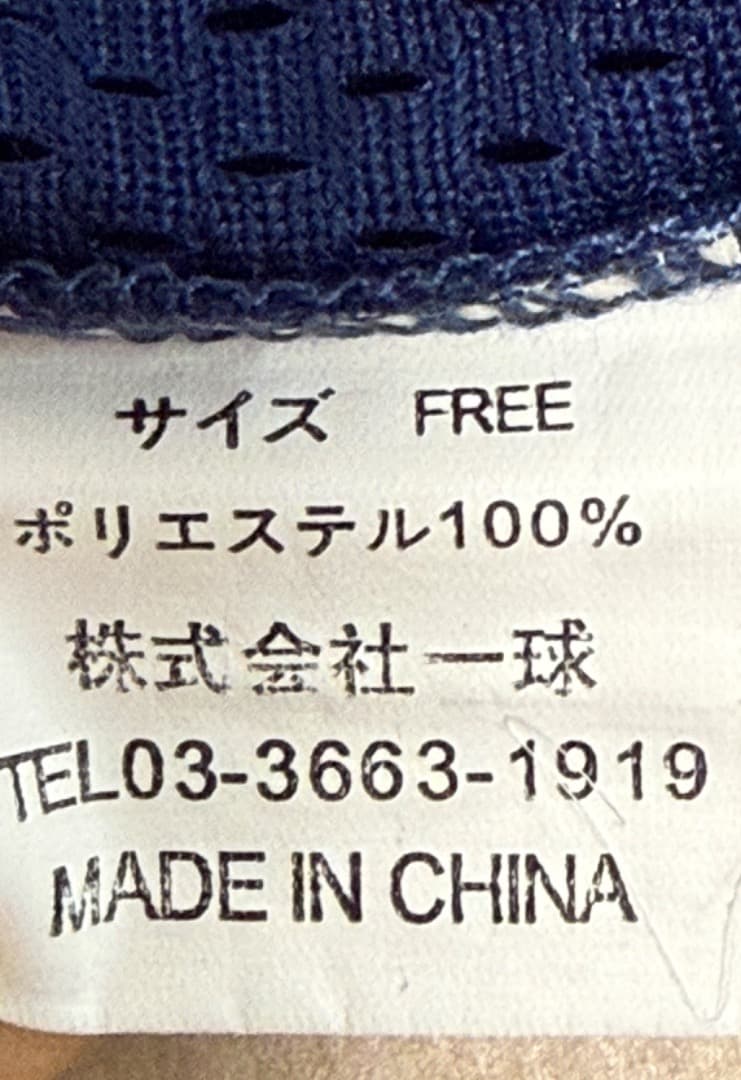 サイズ　FREE
ポリエステル100%
株式会社一球
TEL03-3663-1919
MADE IN CHINA